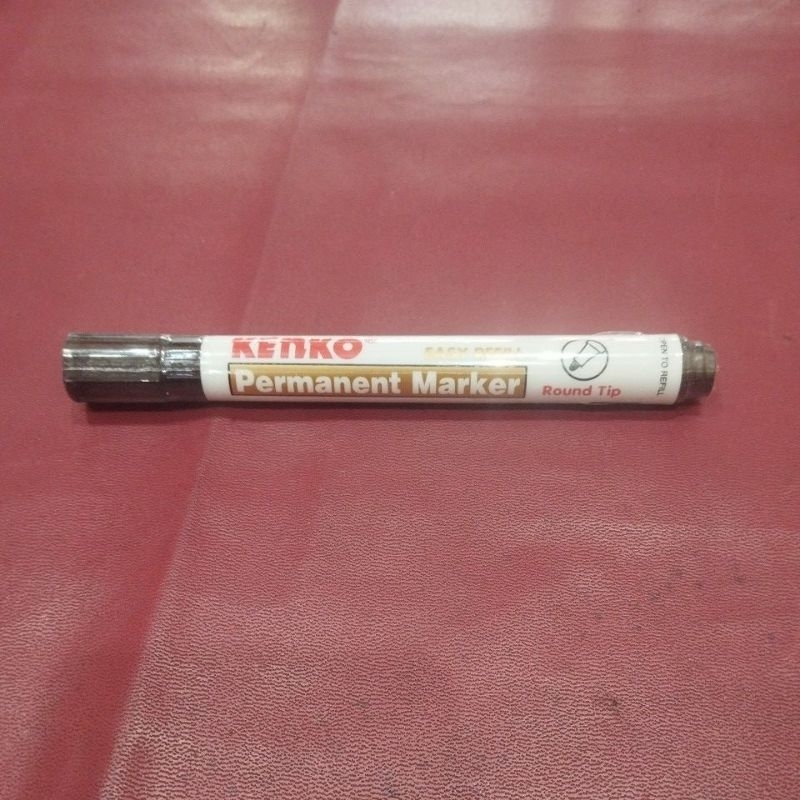 KENKO
EASY REFILL
Permanent Marker
Round Tip
OPEN TO REFILL